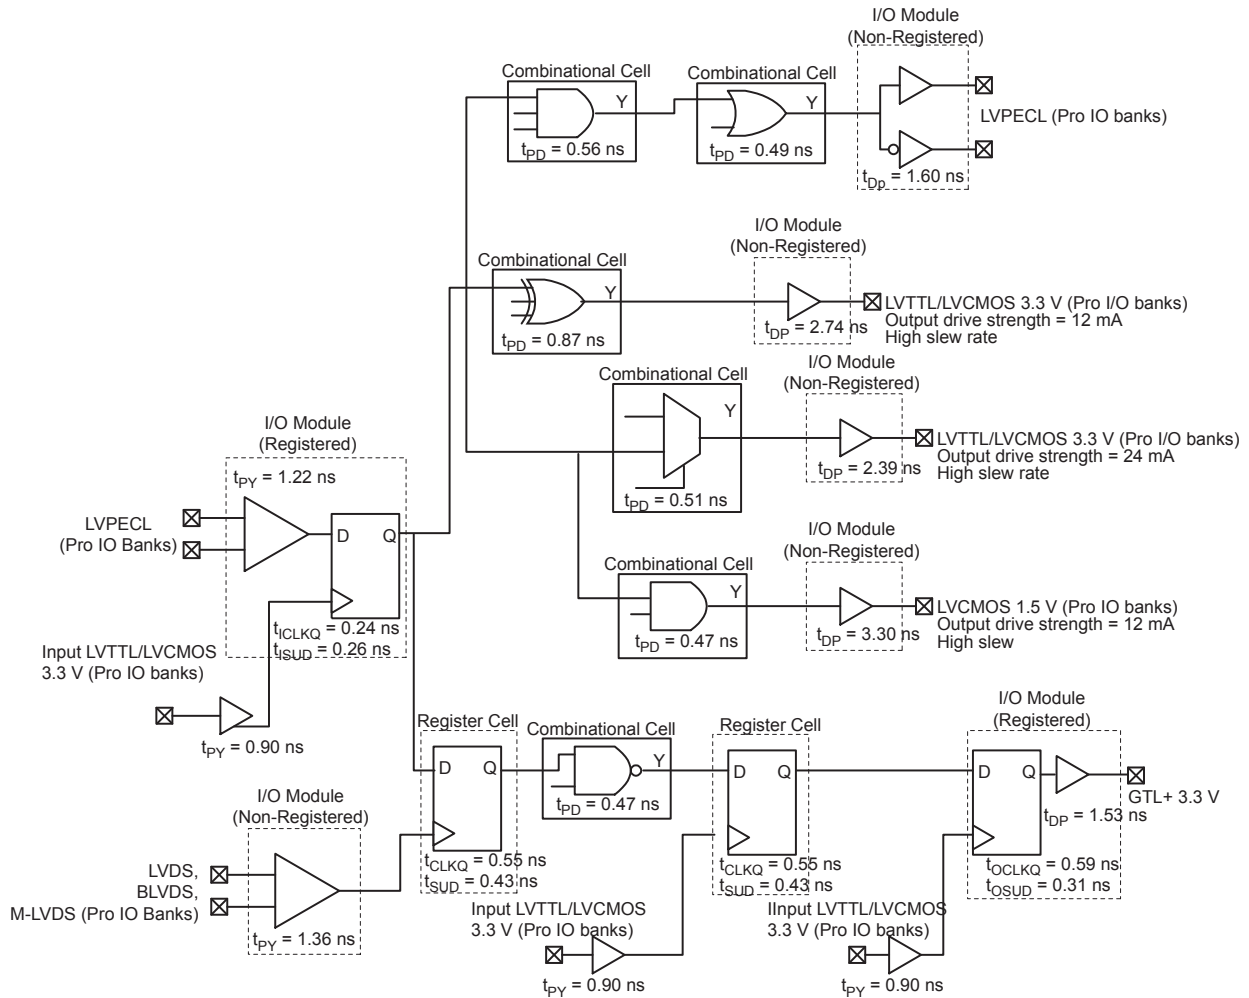 I/O Module
(Non-Registered)
Combinational Cell
Y
tPD = 0.56 ns
Combinational Cell
Y
tPD = 0.49 ns
LVPECL (Pro IO banks)
tDp = 1.60 ns
I/O Module
(Non-Registered)
Combinational Cell
Y
tPD = 0.87 ns
tDP = 2.74 ns
LVTTL/LVCMOS 3.3 V (Pro I/O banks)
Output drive strength = 12 mA
High slew rate
I/O Module
(Non-Registered)
Combinational Cell
Y
tPD = 0.51 ns
tDP = 2.39 ns
LVTTL/LVCMOS 3.3 V (Pro I/O banks)
Output drive strength = 24 mA
High slew rate
I/O Module
(Registered)
tPY = 1.22 ns
LVPECL
(Pro IO Banks)
D
Q
tICLKQ = 0.24 ns
tISUD = 0.26 ns
Input LVTTL/LVCMOS
3.3 V (Pro IO banks)
tPY = 0.90 ns
I/O Module
(Non-Registered)
Combinational Cell
Y
tPD = 0.47 ns
tDP = 3.30 ns
LVCMOS 1.5 V (Pro IO banks)
Output drive strength = 12 mA
High slew
I/O Module
(Non-Registered)
LVDS,
BLVDS,
M-LVDS (Pro IO Banks)
tPY = 1.36 ns
Register Cell
D
Q
tCLKQ = 0.55 ns
tSUD = 0.43 ns
Combinational Cell
Y
tPD = 0.47 ns
Register Cell
D
Q
tCLKQ = 0.55 ns
tSUD = 0.43 ns
Input LVTTL/LVCMOS
3.3 V (Pro IO banks)
tPY = 0.90 ns
I/O Module
(Registered)
D
Q
GTL+ 3.3 V
tDP = 1.53 ns
tOCLKQ = 0.59 ns
tOSUD = 0.31 ns
IInput LVTTL/LVCMOS
3.3 V (Pro IO banks)
tPY = 0.90 ns